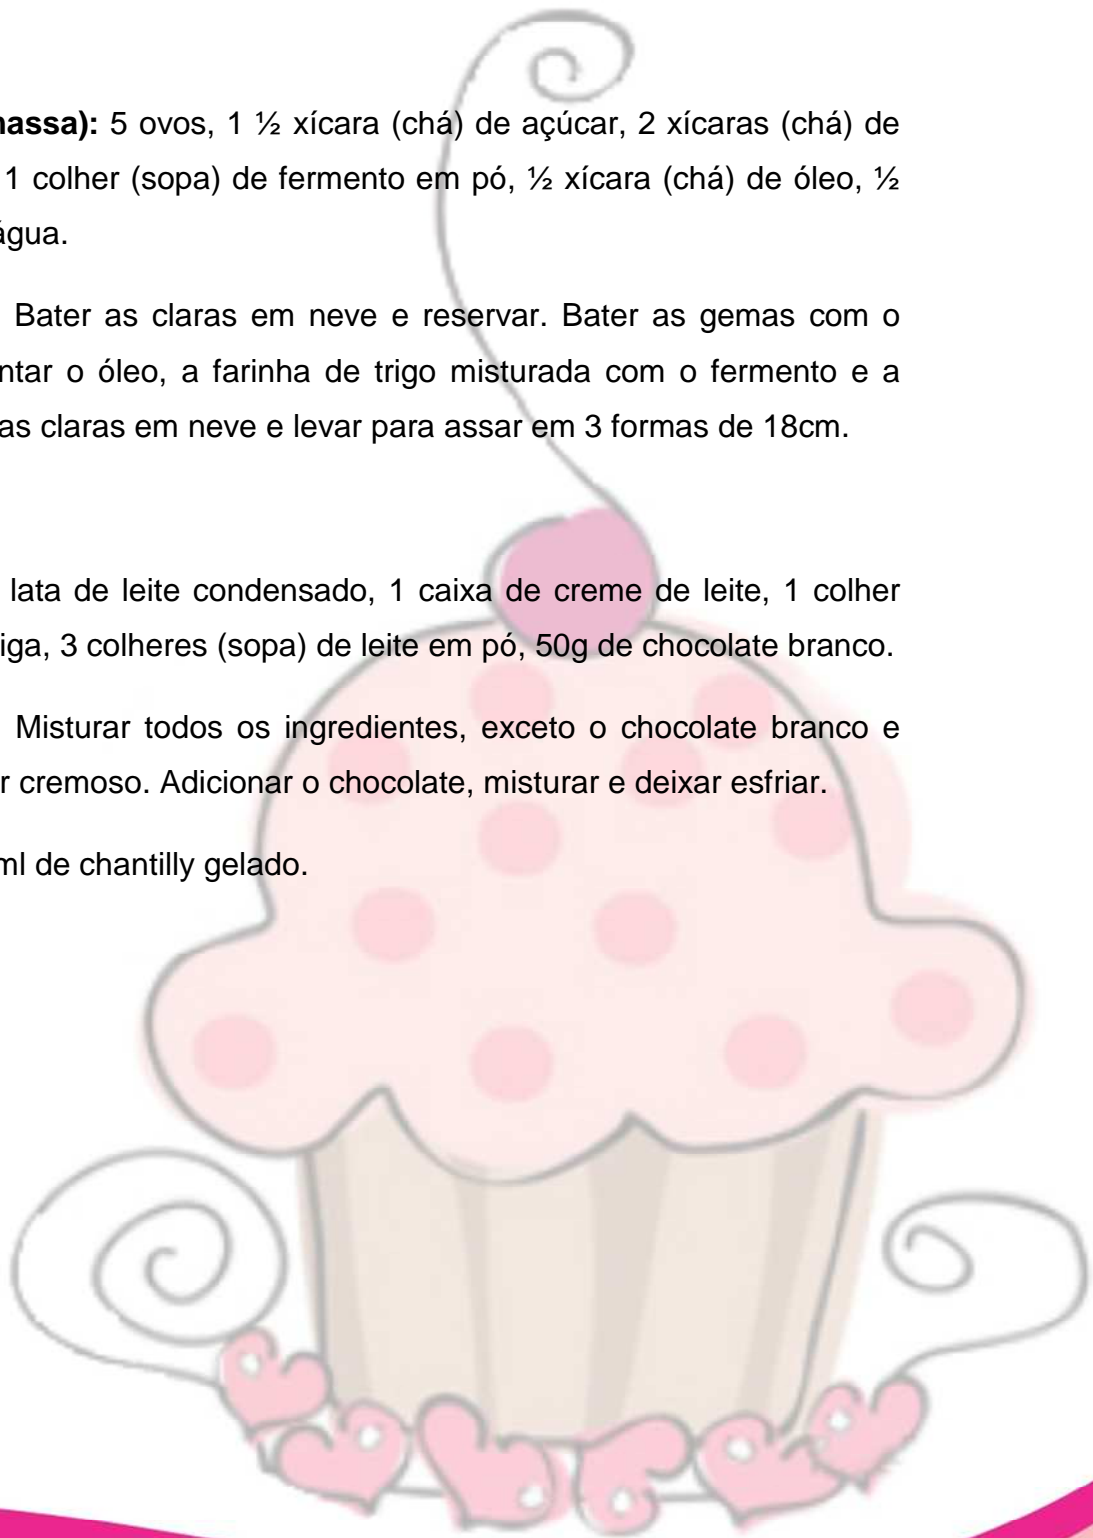 massa): 5 ovos, 1 ½ xícara (chá) de açúcar, 2 xícaras (chá) de
1 colher (sopa) de fermento em pó, ½ xícara (chá) de óleo, ½
água.
Bater as claras em neve e reservar. Bater as gemas com o
ntar o óleo, a farinha de trigo misturada com o fermento e a
as claras em neve e levar para assar em 3 formas de 18cm.
lata de leite condensado, 1 caixa de creme de leite, 1 colher
iga, 3 colheres (sopa) de leite em pó, 50g de chocolate branco.
Misturar todos os ingredientes, exceto o chocolate branco e
r cremoso. Adicionar o chocolate, misturar e deixar esfriar.
ml de chantilly gelado.